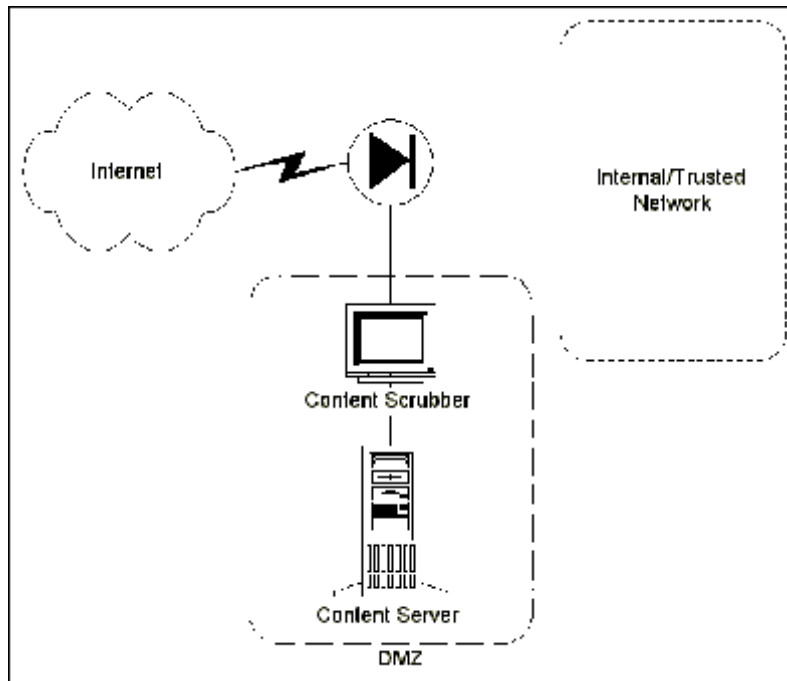 Internet
Internal/Trusted
Network
Content Scrubber
Content Server
DMZ